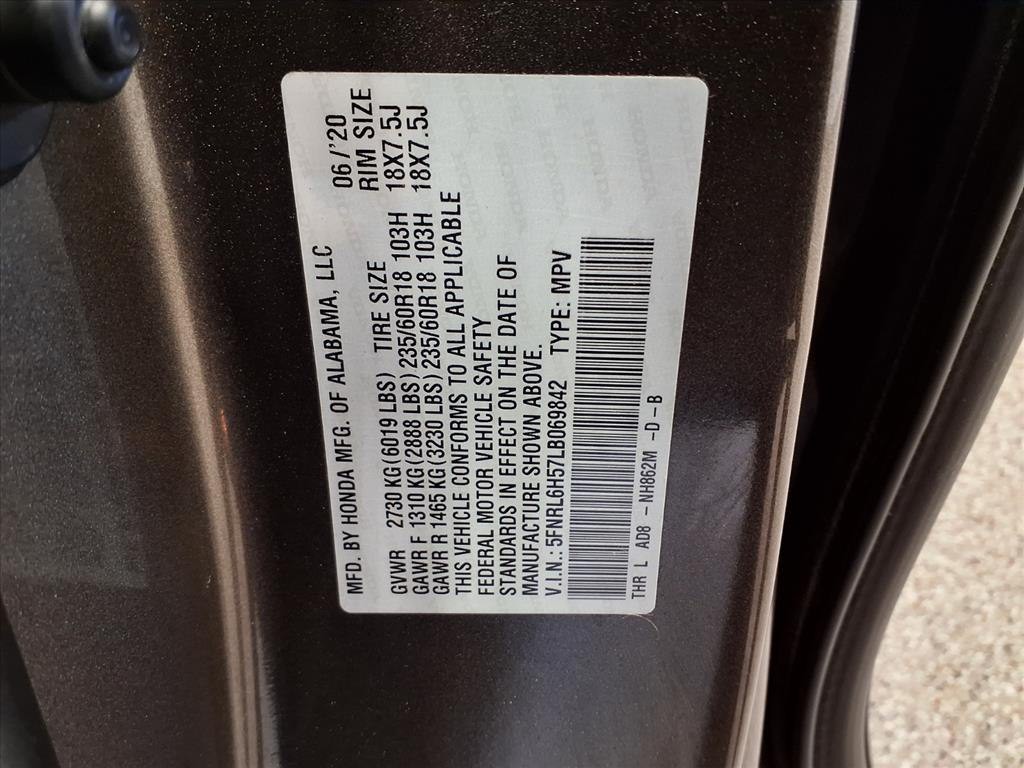 MFD. BY HONDA MFG. OF ALABAMA, LLC 06/'20
GVWR 2730 KG (6019 LBS) TIRE SIZE RIM SIZE
GAWR F 1310 KG (2888 LBS) 235/60R18 103H 18X7.5J
GAWR R 1465 KG (3230 LBS) 235/60R18 103H 18X7.5J
THIS VEHICLE CONFORMS TO ALL APPLICABLE
FEDERAL MOTOR VEHICLE SAFETY
STANDARDS IN EFFECT ON THE DATE OF
MANUFACTURE SHOWN ABOVE.
V.I.N.: 5FNRL6H57LB069842 TYPE: MPV
THR L AD8 - NH862M -D-B